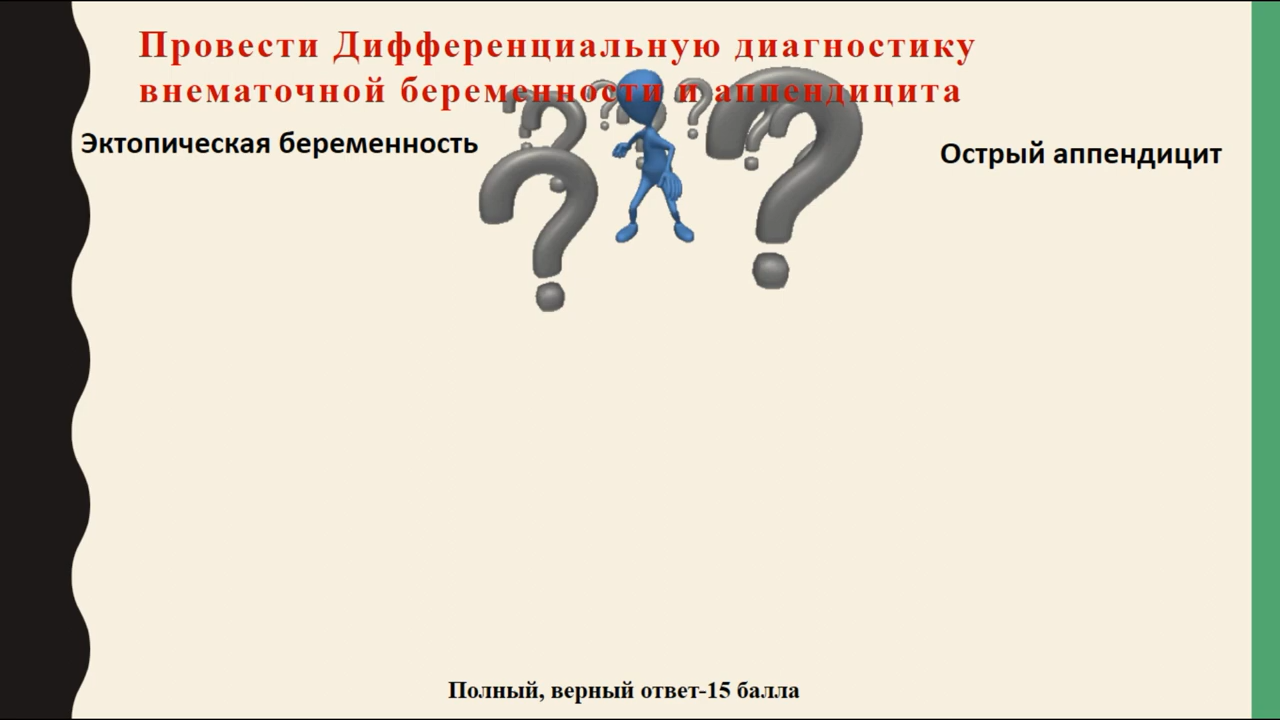 Провести Дифференциальную диагностику
внематочной беременности и аппендицита
Эктопическая беременность
Острый аппендицит
Полный, верный ответ-15 балла